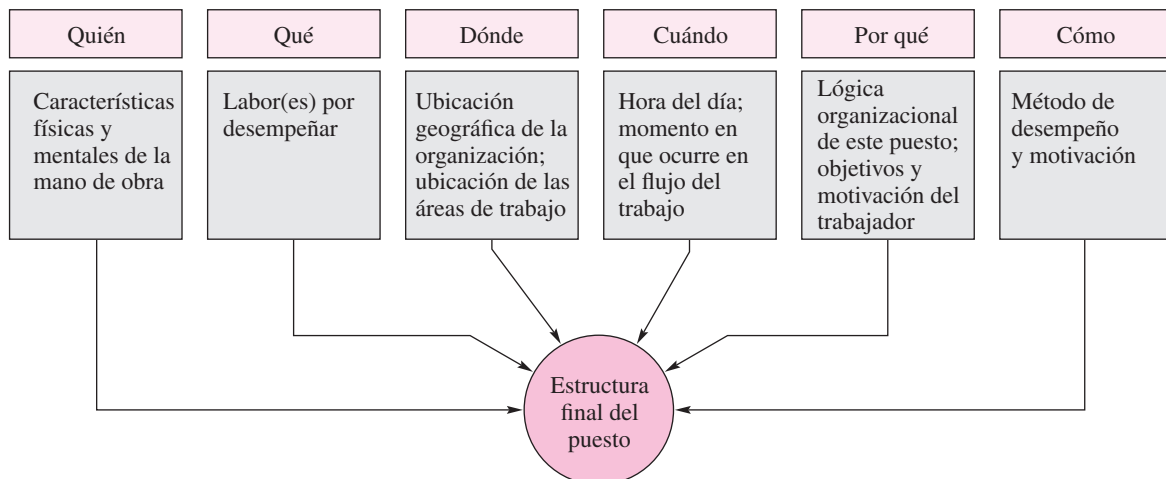 Quién
Qué
Dónde
Cuándo
Por qué
Cómo
Características
físicas y
mentales de la
mano de obra
Labor(es) por
desempeñar
Ubicación
geográfica de la
organización;
ubicación de las
áreas de trabajo
Hora del día;
momento en
que ocurre en
el flujo del
trabajo
Lógica
organizacional
de este puesto;
objetivos y
motivación del
trabajador
Método de
desempeño
y motivación
Estructura
final del
puesto